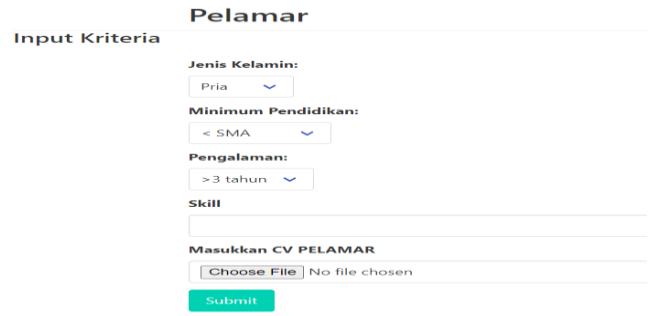 Pelamar
Input Kriteria
Jenis Kelamin:
Pria
Minimum Pendidikan:
< SMA
Pengalaman:
>3 tahun
Skill
Masukkan CV PELAMAR
Choose File No file chosen
Submit